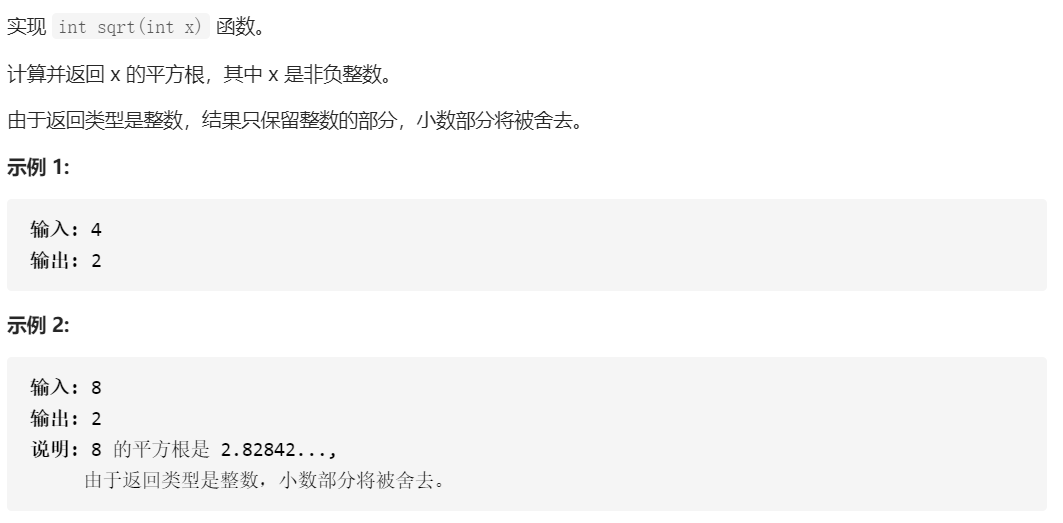 实现 int sqrt(int x) 函数。
计算并返回 x 的平方根，其中 x 是非负整数。
由于返回类型是整数，结果只保留整数的部分，小数部分将被舍去。
示例 1:
输入: 4
输出: 2
示例 2:
输入: 8
输出: 2
说明: 8 的平方根是 2.82842...,
由于返回类型是整数，小数部分将被舍去。